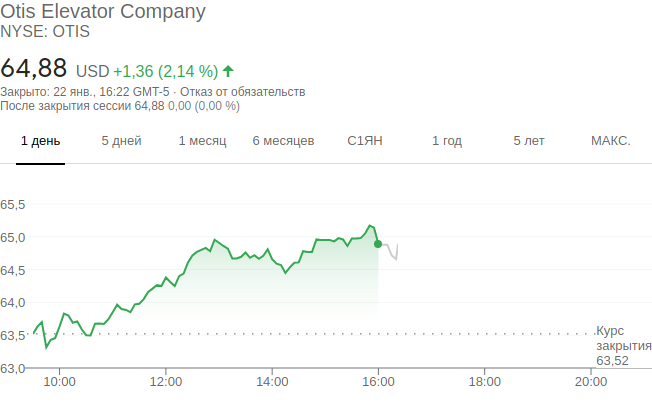 Otis Elevator Company
NYSE: OTIS
64,88 USD +1,36 (2,14 %)
Закрыто: 22 янв., 16:22 GMT-5 · Отказ от обязательств
После закрытия сессии 64,88 0,00 (0,00 %)
1 день 5 дней 1 месяц 6 месяцев С1ЯН 1 год 5 лет МАКС.
65,5
65,0
64,5
64,0
63,5
Курс
закрытия
63,52
63,0
10:00 12:00 14:00 16:00 18:00 20:00